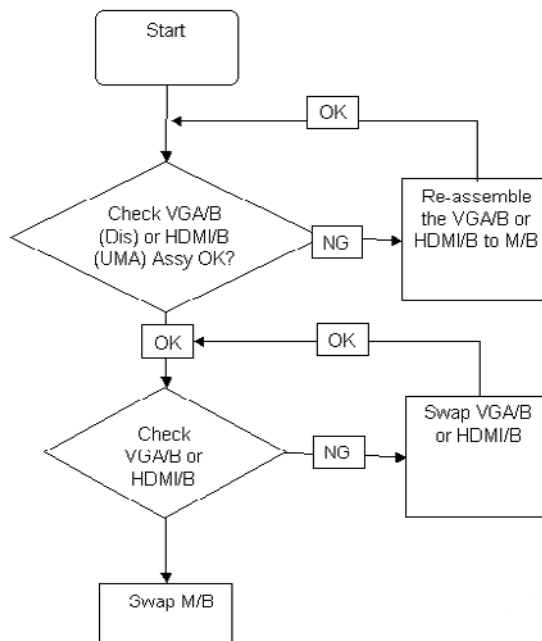 Start
OK
Check VGA/B
(Dis) or HDMI/B
(UMA) Assy OK?
NG
Re-assemble
the VGA/B or
HDMI/B to M/B
OK
OK
Check
VGA/B or
HDMI/B
NG
Swap VGA/B
or HDMI/B
Swap M/B